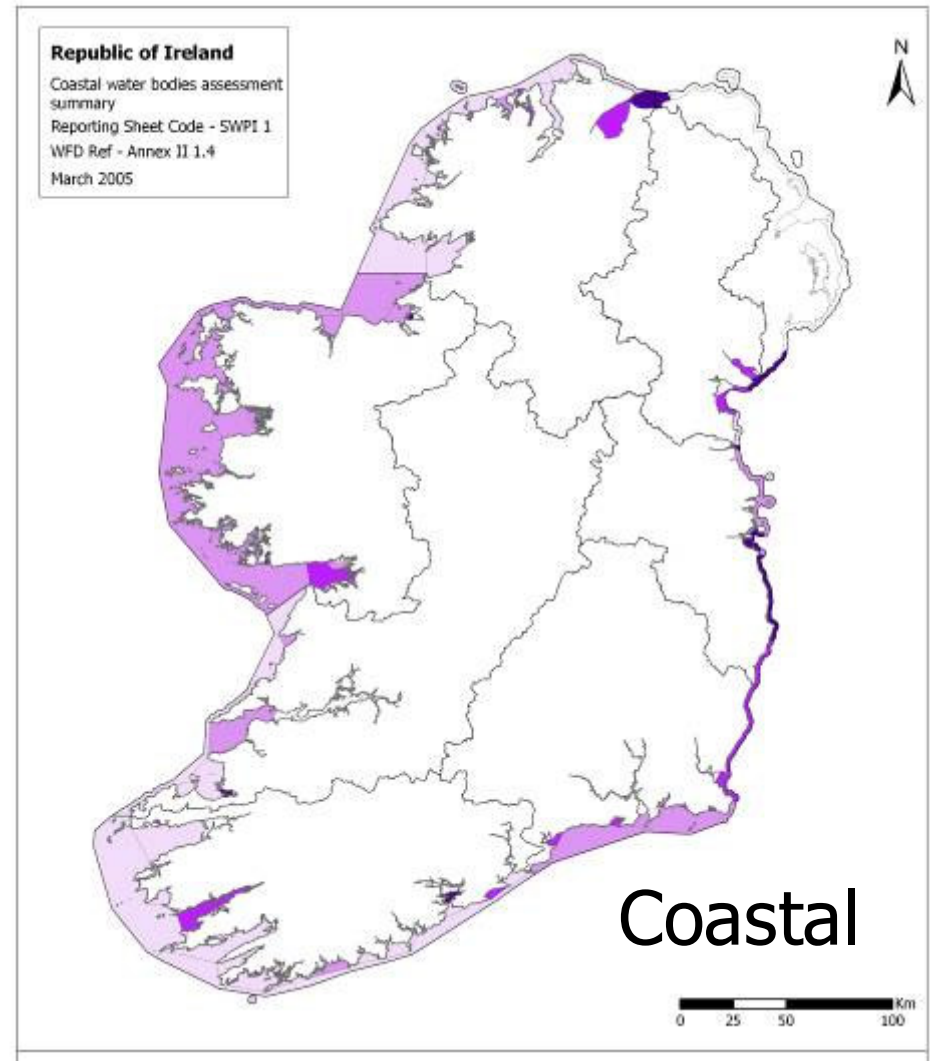 Republic of Ireland
Coastal water bodies assessment
summary
Reporting Sheet Code - SWPI 1
WFD Ref - Annex II 1.4
March 2005
N
Coastal
Km
0 25 50 100